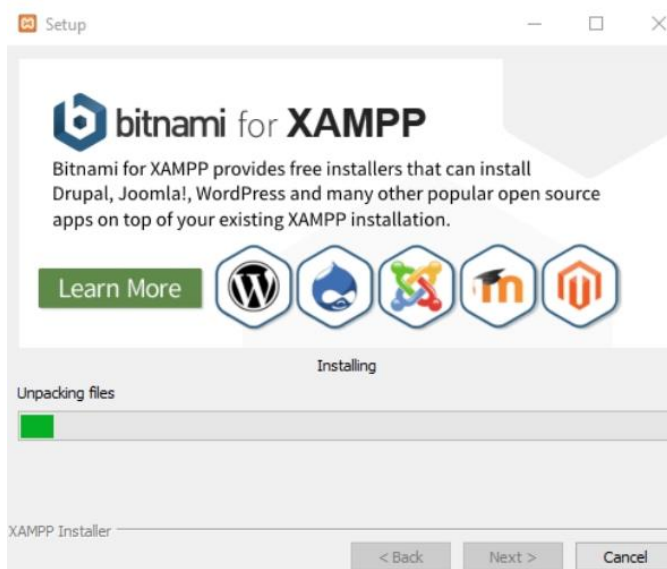 Setup
bitnami for XAMPP
Bitnami for XAMPP provides free installers that can install
Drupal, Joomla!, WordPress and many other popular open source
apps on top of your existing XAMPP installation.
Learn More
Installing
Unpacking files
XAMPP Installer
< Back Next > Cancel